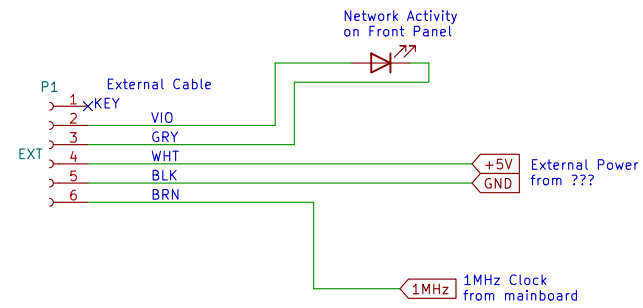 Network Activity
on Front Panel
P1
External Cable
1
KEY
2
VIO
3
GRY
EXT
4
WHT
+5V
External Power
5
BLK
GND
from ???
6
BRN
1MHz
1MHz Clock
from mainboard